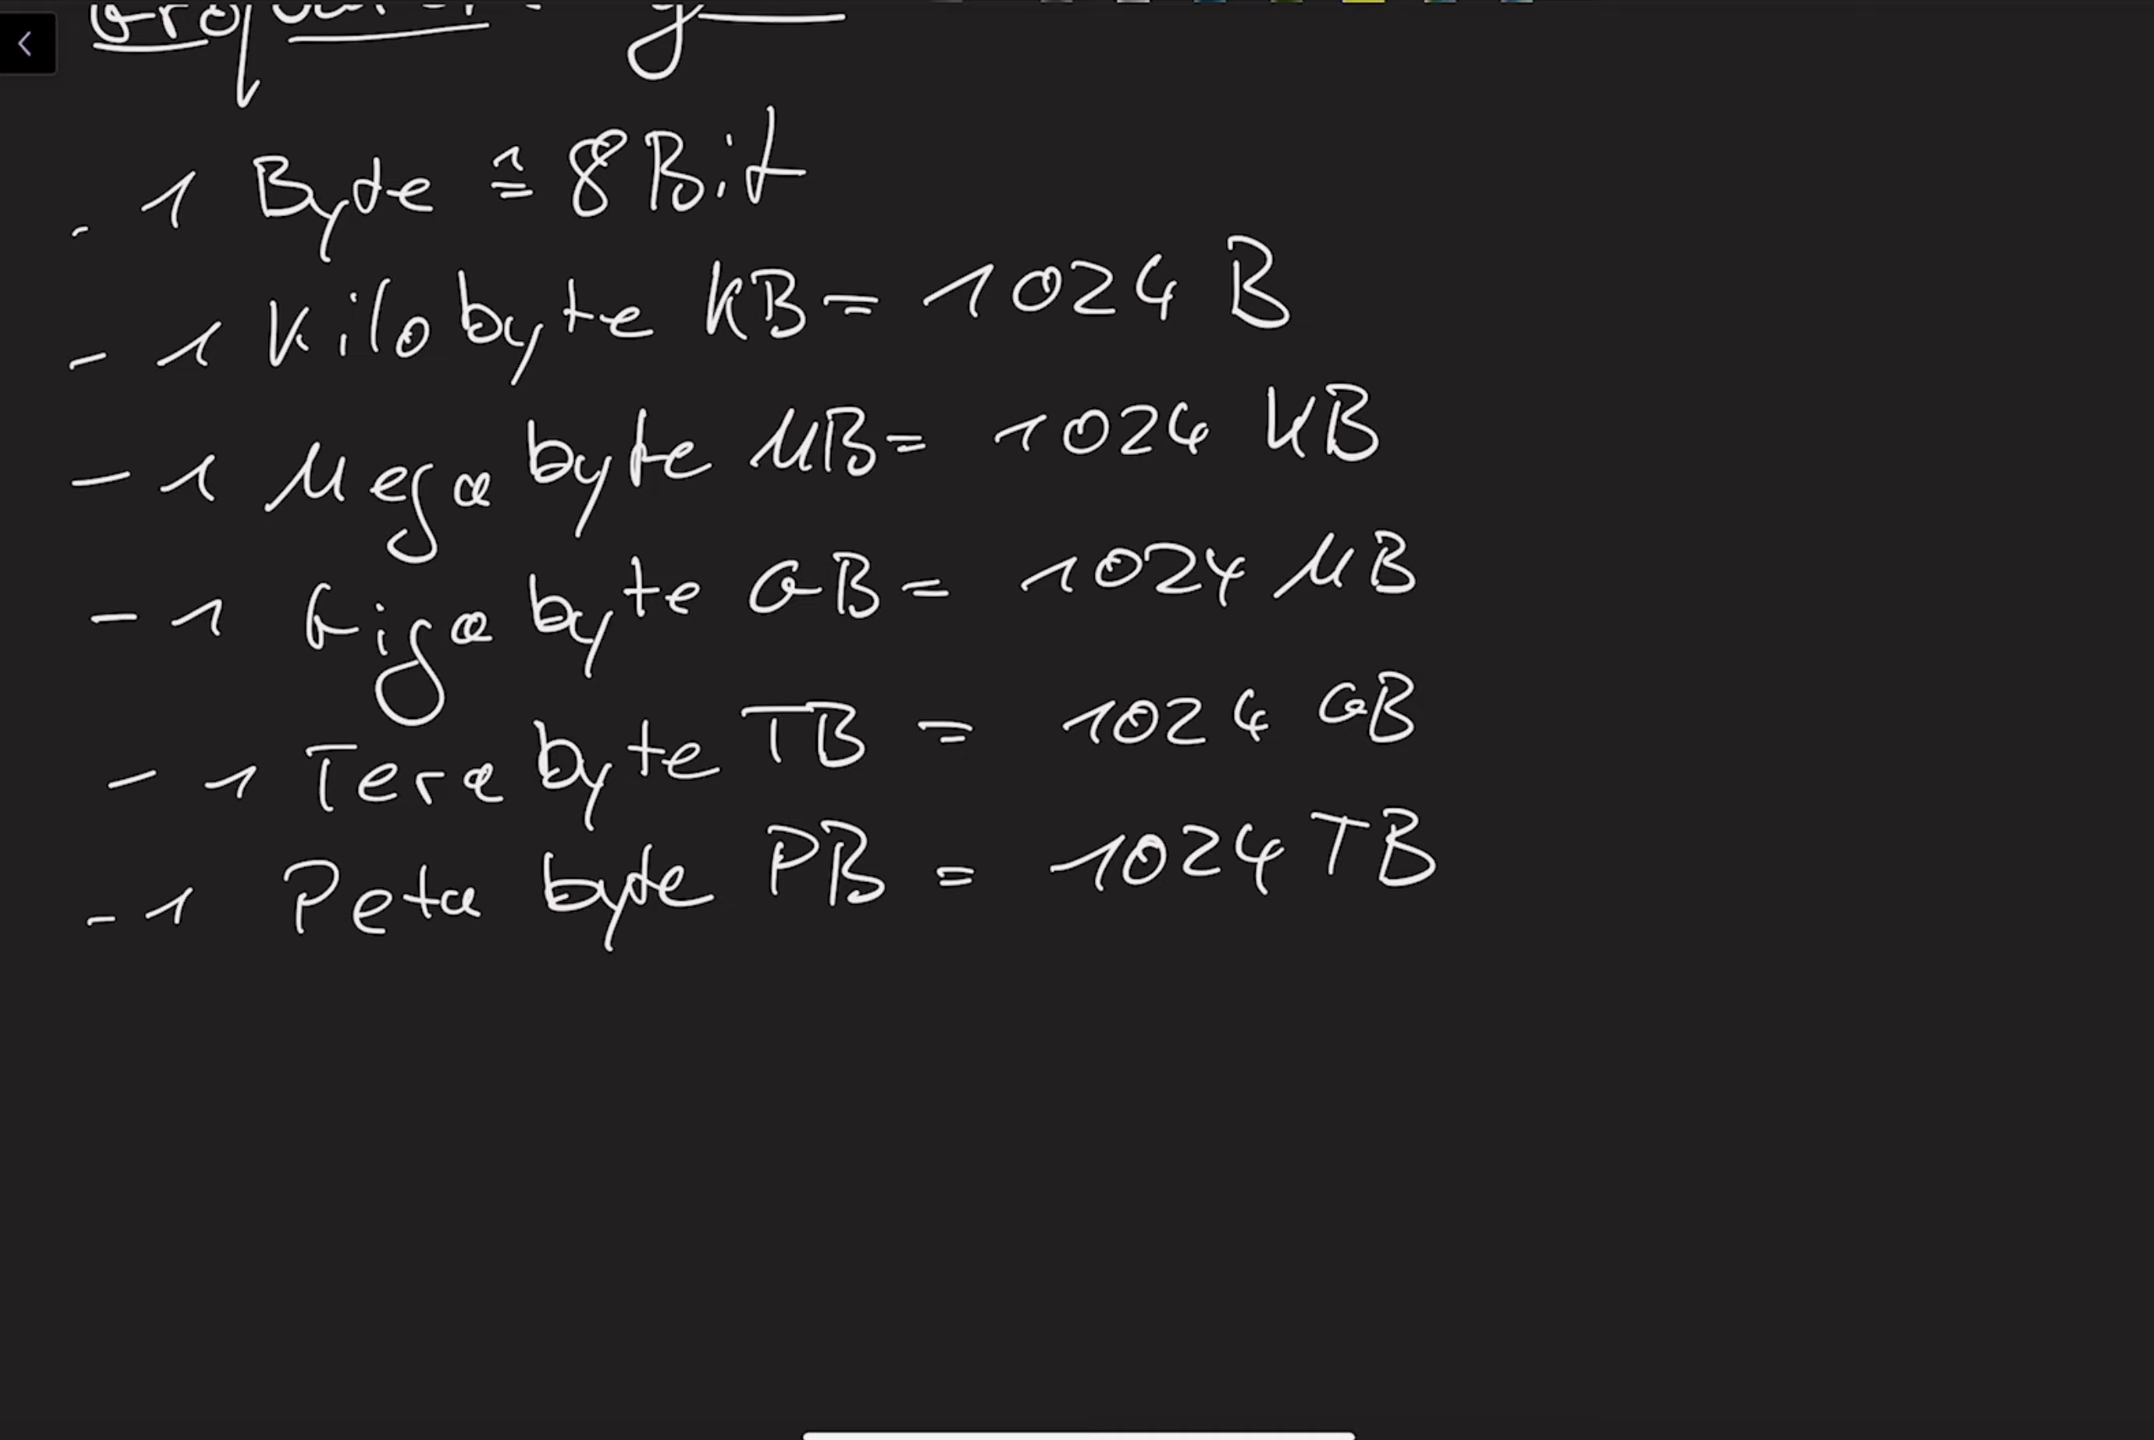 - 1 Byte ≙ 8 Bit
- 1 Kilobyte KB = 1024 B
- 1 Megabyte MB = 1024 KB
- 1 Gigabyte GB = 1024 MB
- 1 Terabyte TB = 1024 GB
- 1 Petabyte PB = 1024 TB